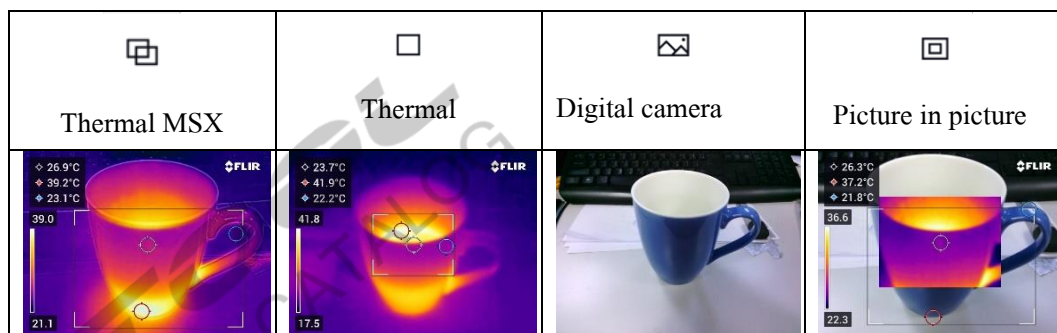 Thermal MSX
Thermal
Digital camera
Picture in picture
26.9°C
39.2°C
23.1°C
FLIR
39.0
21.1
23.7°C
41.9°C
22.2°C
FLIR
41.8
17.5
26.3°C
37.2°C
21.8°C
FLIR
36.6
22.3
CATALOG